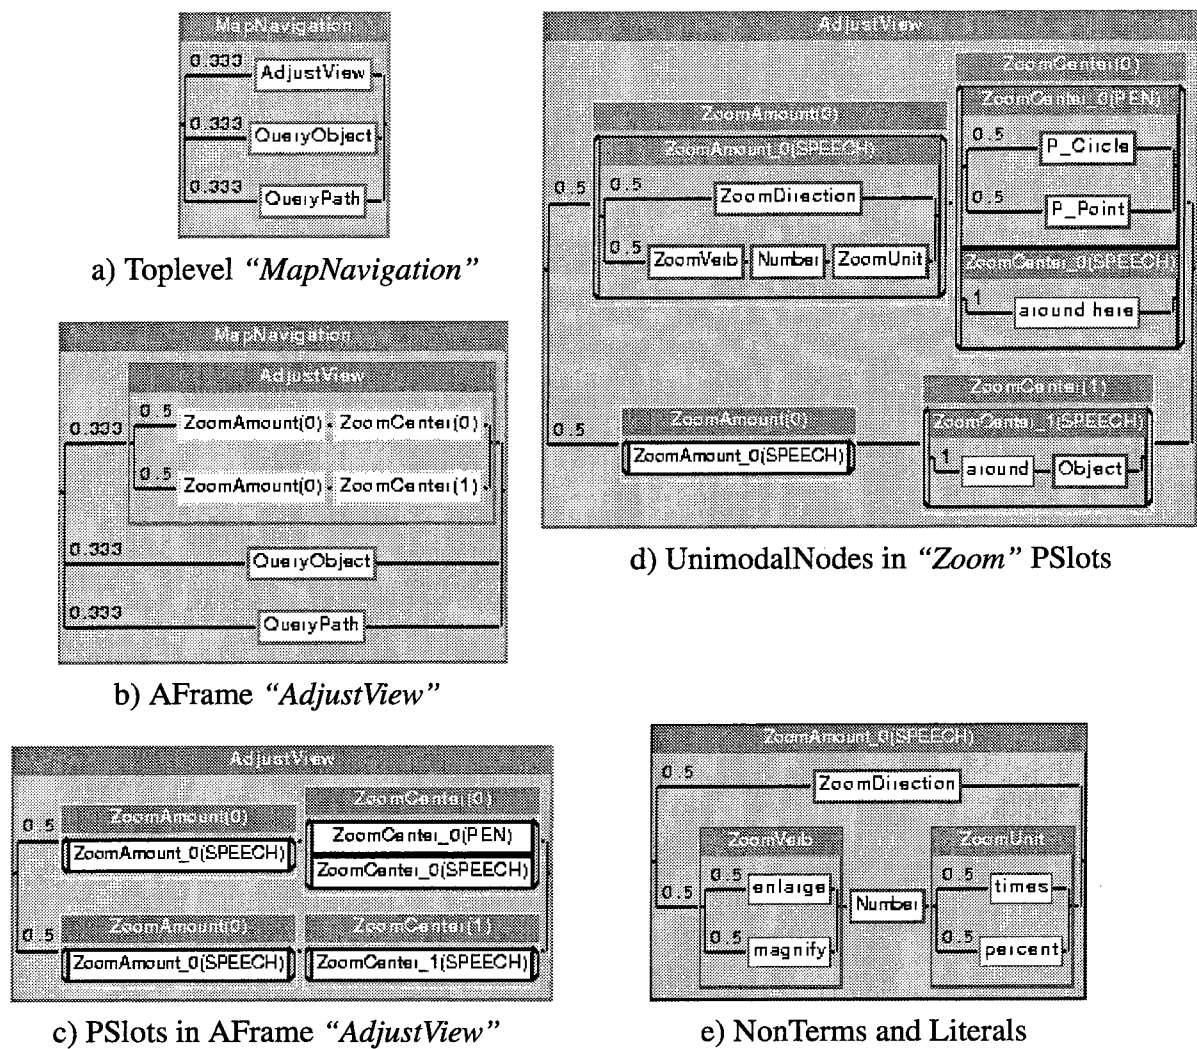 MapNavigation
0.333
AdjustView
0.333
QueryObject
0.333
QueryPath
a) Toplevel “MapNavigation”
MapNavigation
AdjustView
0.5
ZoomAmount(0) ZoomCenter(0)
0.333
0.5
ZoomAmount(0) ZoomCenter(1)
0.333
QueryObject
0.333
QueryPath
b) AFrame “AdjustView”
AdjustView
ZoomAmount(0)
ZoomCenter(0)
0.5
ZoomAmount_0(SPEECH)
ZoomCenter_0(PEN)
ZoomCenter_0(SPEECH)
ZoomAmount(0)
ZoomCenter(1)
0.5
ZoomAmount_0(SPEECH)
ZoomCenter_1(SPEECH)
c) PSlots in AFrame “AdjustView”
AdjustView
ZoomCenter(0)
ZoomCenter_0(PEN)
0.5
P_Circle
0.5
P_Point
ZoomCenter_0(SPEECH)
1
around here
ZoomAmount(0)
ZoomAmount_0(SPEECH)
0.5
0.5
ZoomDirection
0.5
ZoomVerb Number ZoomUnit
ZoomAmount(0)
ZoomCenter(1)
0.5
ZoomAmount_0(SPEECH)
ZoomCenter_1(SPEECH)
1
around Object
d) UnimodalNodes in “Zoom” PSlots
ZoomAmount_0(SPEECH)
0.5
ZoomDirection
ZoomVerb
ZoomUnit
0.5
0.5
enlarge
0.5
magnify
Number
0.5
times
0.5
percent
e) NonTerms and Literals